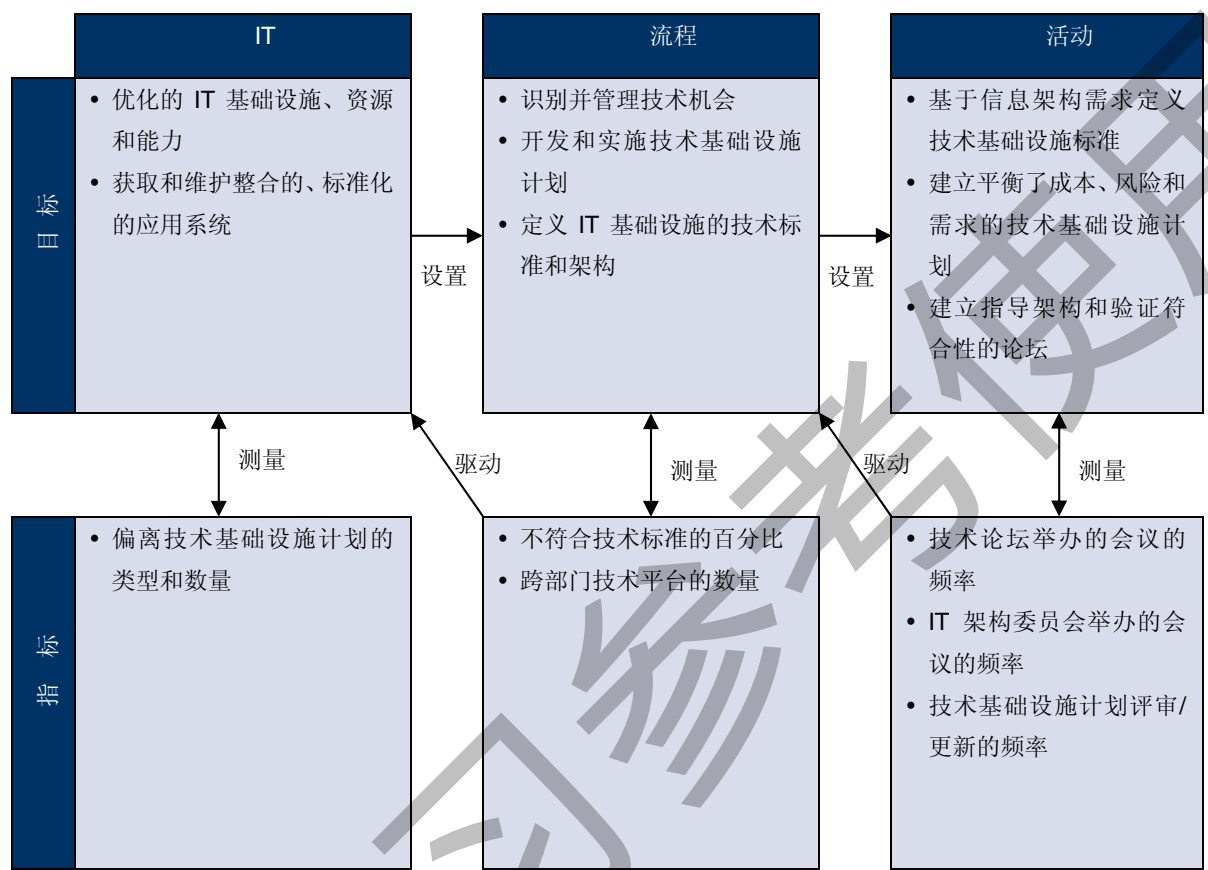 IT
流程
活动
目标
• 优化的 IT 基础设施、资源
和能力
• 获取和维护整合的、标准化
的应用系统
设置
• 识别并管理技术机会
• 开发和实施技术基础设施
计划
• 定义 IT 基础设施的技术标
准和架构
设置
• 基于信息架构需求定义
技术基础设施标准
• 建立平衡了成本、风险和
需求的技术基础设施计
划
• 建立指导架构和验证符
合性的论坛
测量
驱动
测量
驱动
测量
指标
• 偏离技术基础设施计划的
类型和数量
• 不符合技术标准的百分比
• 跨部门技术平台的数量
• 技术论坛举办的会议的
频率
• IT 架构委员会举办的会
议的频率
• 技术基础设施计划评审/
更新的频率
习参考使用